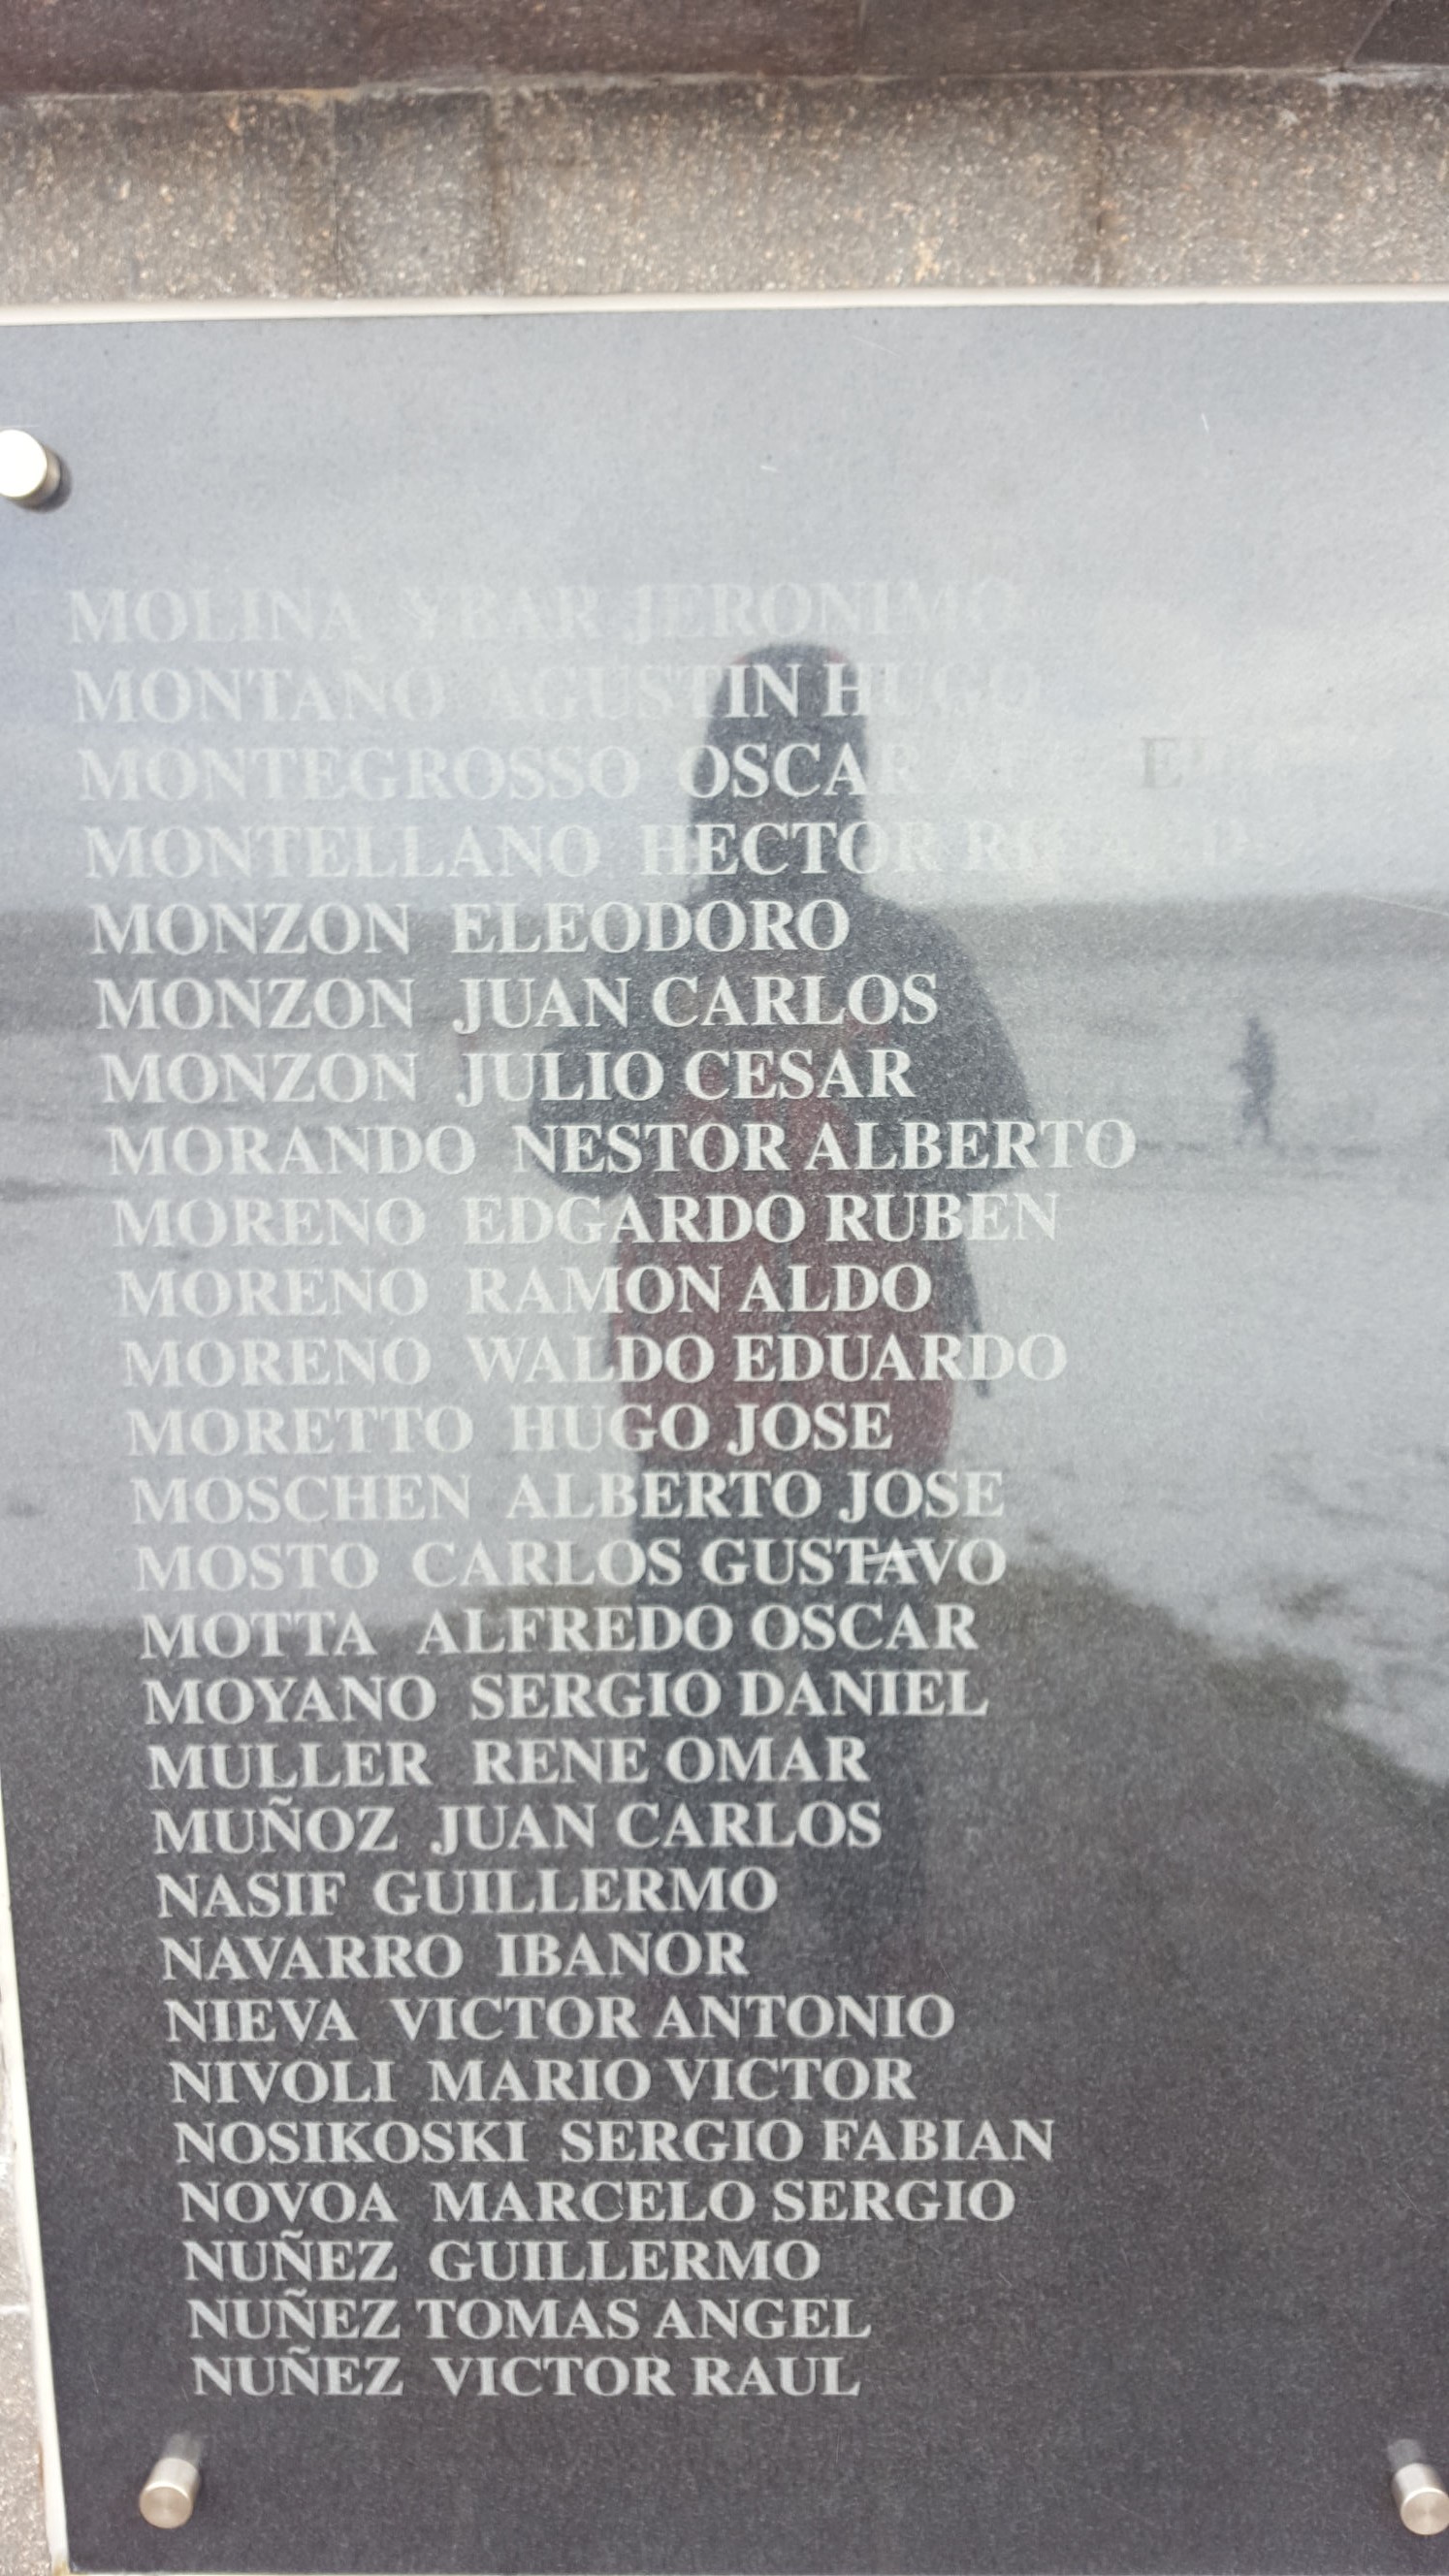 MOLINA YBAR JERONIMO
MONTAÑO AGUSTIN HUGO
MONTEGROSSO OSCAR
MONTELLANO HECTOR
MONZON ELEODORO
MONZON JUAN CARLOS
MONZON JULIO CESAR
MORANDO NESTOR ALBERTO
MORENO EDGARDO RUBEN
MORENO RAMON ALDO
MORENO WALDO EDUARDO
MORETTO HUGO JOSE
MOSCHEN ALBERTO JOSE
MOSTO CARLOS GUSTAVO
MOTTA ALFREDO OSCAR
MOYANO SERGIO DANIEL
MULLER RENE OMAR
MUÑOZ JUAN CARLOS
NASIF GUILLERMO
NAVARRO IBANOR
NIEVA VICTOR ANTONIO
NIVOLI MARIO VICTOR
NOSIKOSKI SERGIO FABIAN
NOVOA MARCELO SERGIO
NUÑEZ GUILLERMO
NUÑEZ TOMAS ANGEL
NUÑEZ VICTOR RAUL